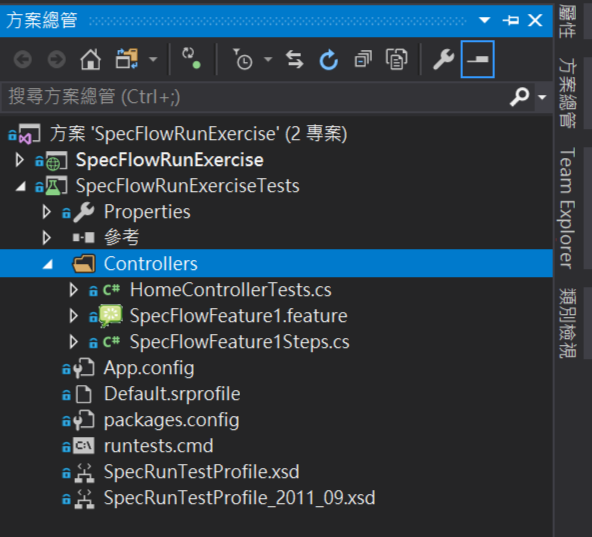 方案總管
搜尋方案總管 (Ctrl+;)
方案 'SpecFlowRunExercise' (2 專案)
SpecFlowRunExercise
SpecFlowRunExerciseTests
Properties
參考
Controllers
C# HomeControllerTests.cs
SpecFlowFeature1.feature
C# SpecFlowFeature1Steps.cs
App.config
Default.srprofile
packages.config
C:\ runtests.cmd
SpecRunTestProfile.xsd
SpecRunTestProfile_2011_09.xsd
屬性
方案總管
Team Explorer
類別檢視